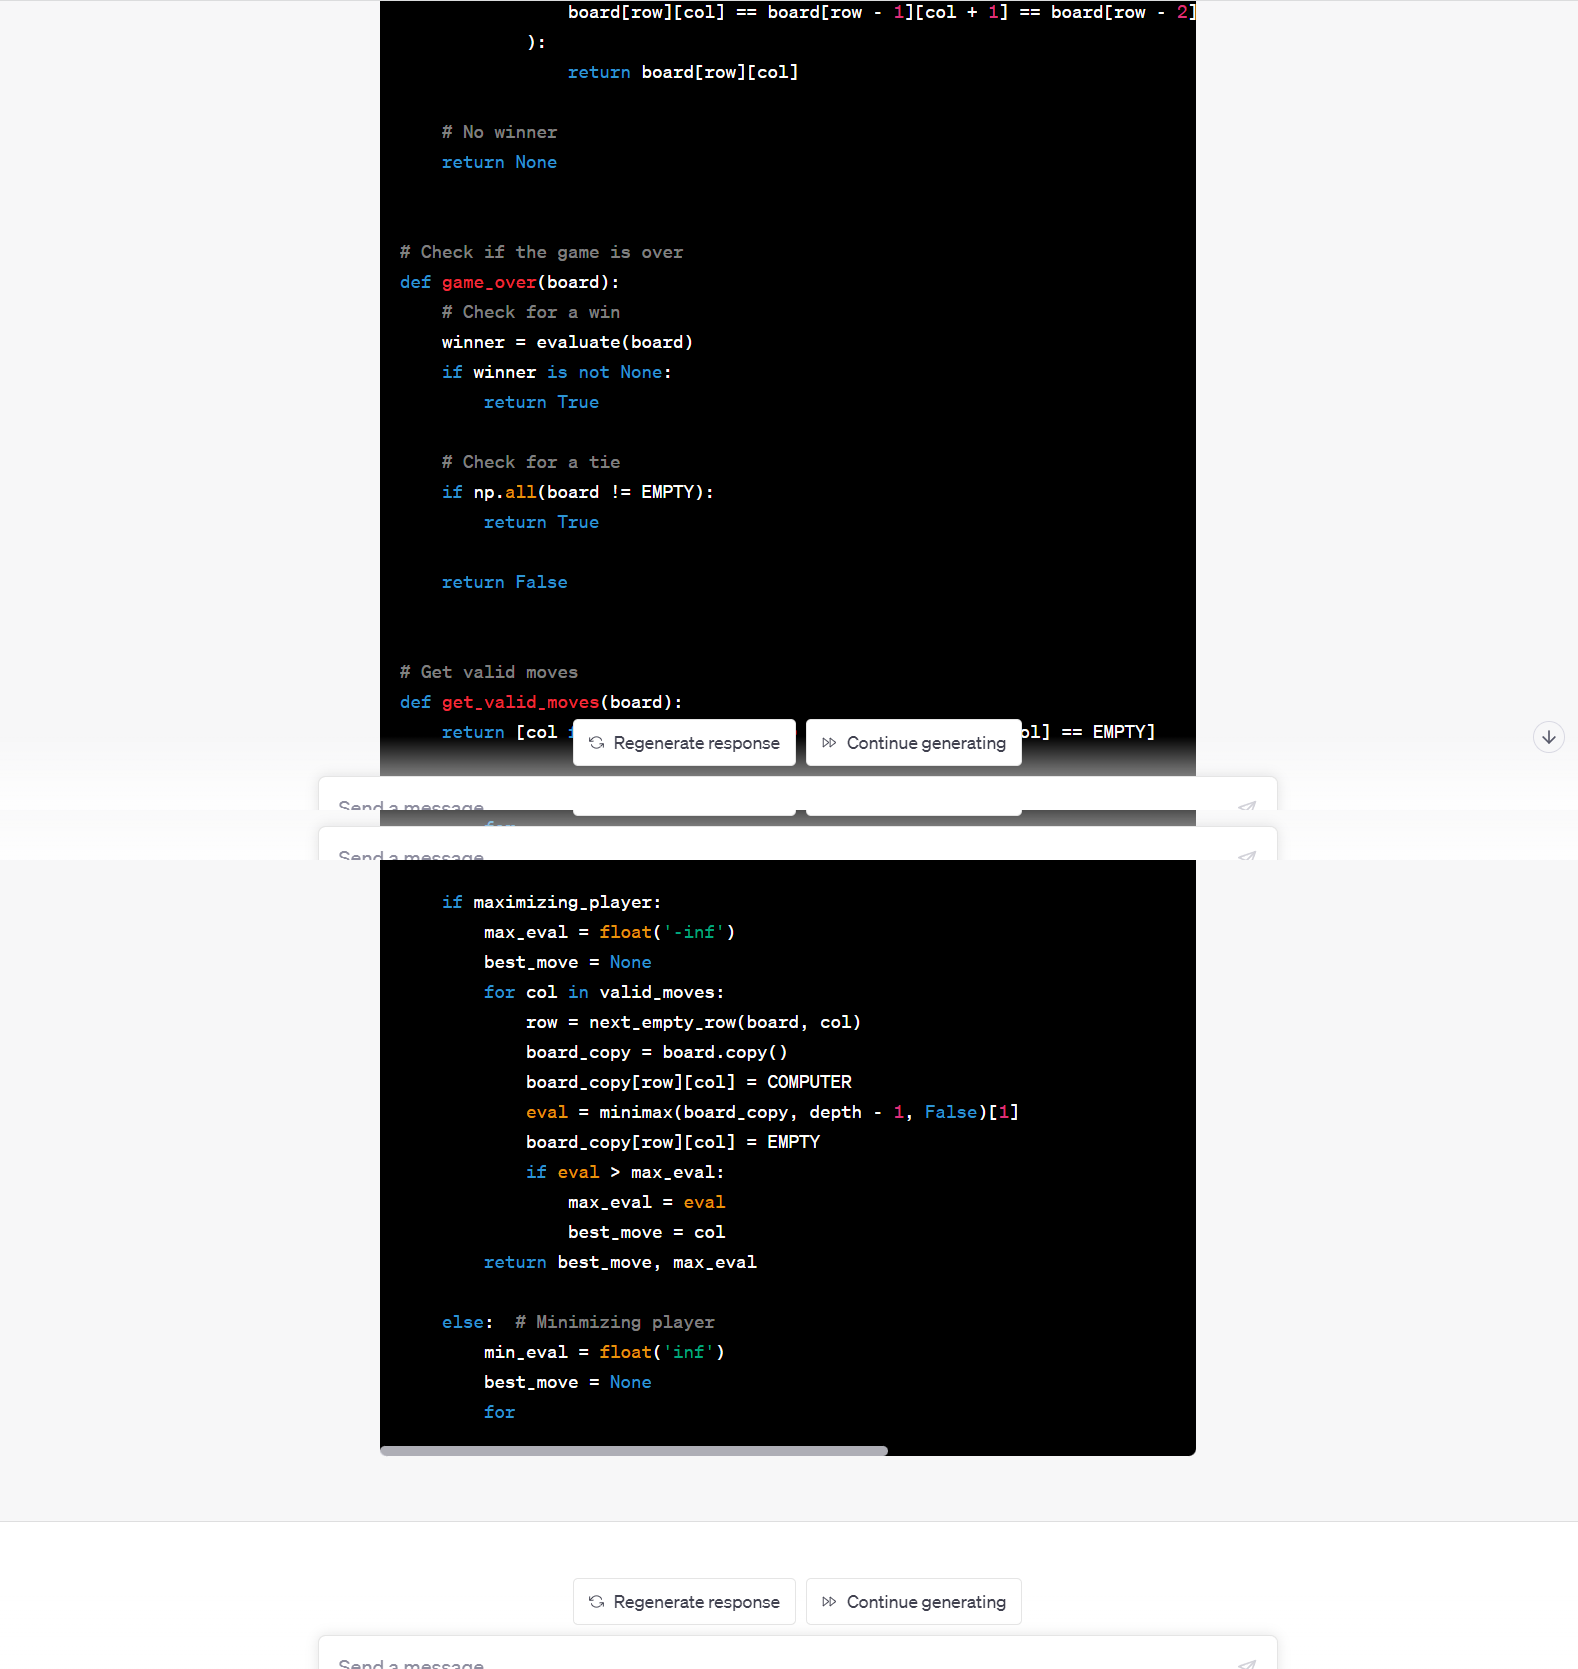 board[row][col] == board[row - 1][col + 1] == board[row - 2]
):
return board[row][col]
# No winner
return None
# Check if the game is over
def game_over(board):
# Check for a win
winner = evaluate(board)
if winner is not None:
return True
# Check for a tie
if np.all(board != EMPTY):
return True
return False
# Get valid moves
def get_valid_moves(board):
return [col ol] == EMPTY]
Regenerate response Continue generating
Send a message
for
Send a message
if maximizing_player:
max_eval = float('-inf')
best_move = None
for col in valid_moves:
row = next_empty_row(board, col)
board_copy = board.copy()
board_copy[row][col] = COMPUTER
eval = minimax(board_copy, depth - 1, False)[1]
board_copy[row][col] = EMPTY
if eval > max_eval:
max_eval = eval
best_move = col
return best_move, max_eval
else: # Minimizing player
min_eval = float('inf')
best_move = None
for
Regenerate response Continue generating
Send a message